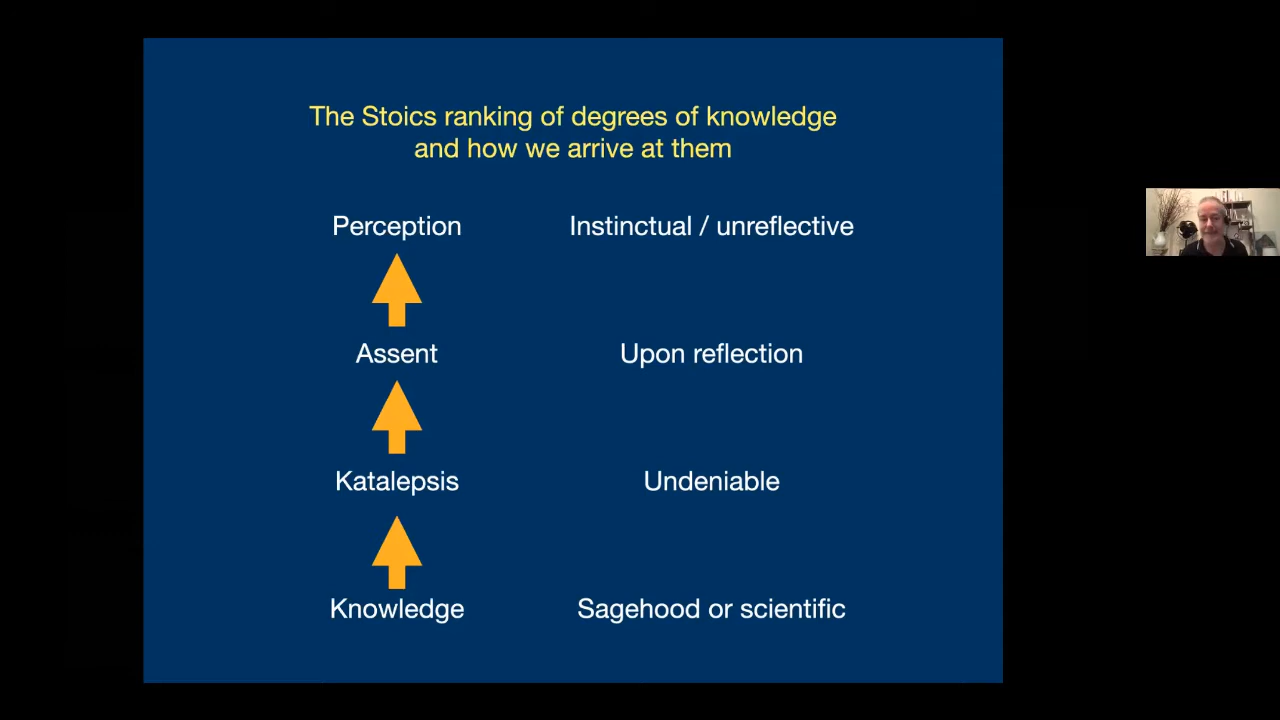 The Stoics ranking of degrees of knowledge
and how we arrive at them
Perception Instinctual / unreflective
Assent Upon reflection
Katalepsis Undeniable
Knowledge Sagehood or scientific